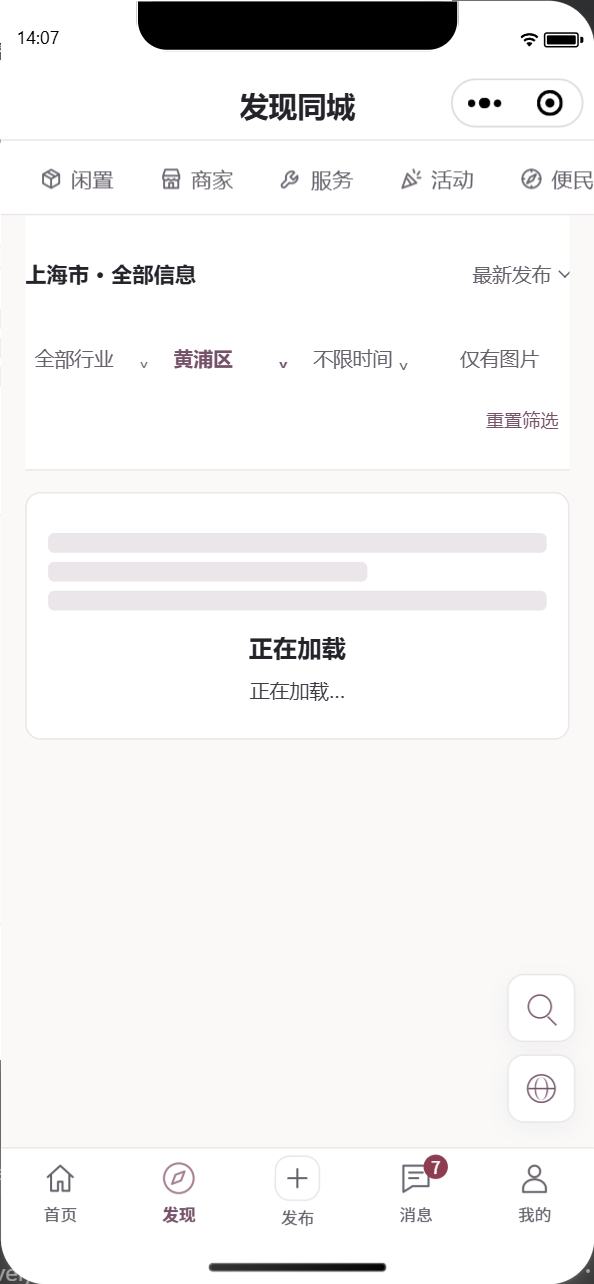 14:07
发现同城
闲置 商家 服务 活动 便民
上海市·全部信息 最新发布
全部行业 黄浦区 不限时间 仅有图片
重置筛选
正在加载
正在加载...
7
首页 发现 发布 消息 我的